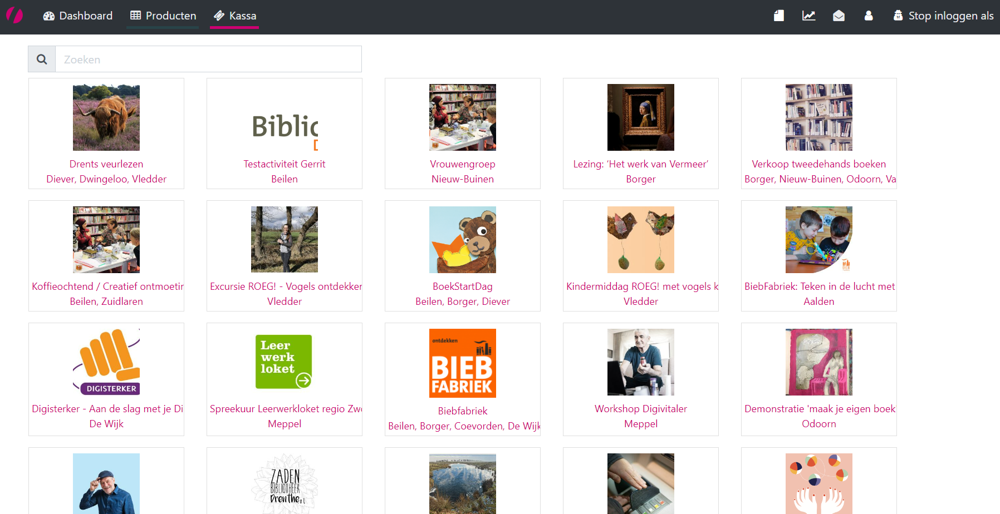 Dashboard
Producten
Kassa
Stop inloggen als
Zoeken
Drents veurlezen
Diever, Dwingeloo, Vledder
Biblio
Testactiviteit Gerrit
Beilen
Vrouwengroep
Nieuw-Buinen
Lezing: ‘Het werk van Vermeer’
Borger
Verkoop tweedehands boeken
Borger, Nieuw-Buinen, Odoorn, Va
Koffieochtend / Creatief ontmoetin
Beilen, Zuidlaren
Excursie ROEG! - Vogels ontdekken
Vledder
BoekStartDag
Beilen, Borger, Diever
Kindermiddag ROEG! met vogels k
Vledder
BiebFabriek: Teken in de lucht met
Aalden
DIGISTERKER
Digisterker - Aan de slag met je Di
De Wijk
Leer
werk
loket
Spreekuur Leerwerkloket regio Zwo
Meppel
ontdekken
BIEB
FABRIEK
Biebfabriek
Beilen, Borger, Coevorden, De Wijk
Workshop Digivitaler
Meppel
Demonstratie 'maak je eigen boek
Odoorn
ZADEN
BIBLIOTHEEK
Drenthe.nl